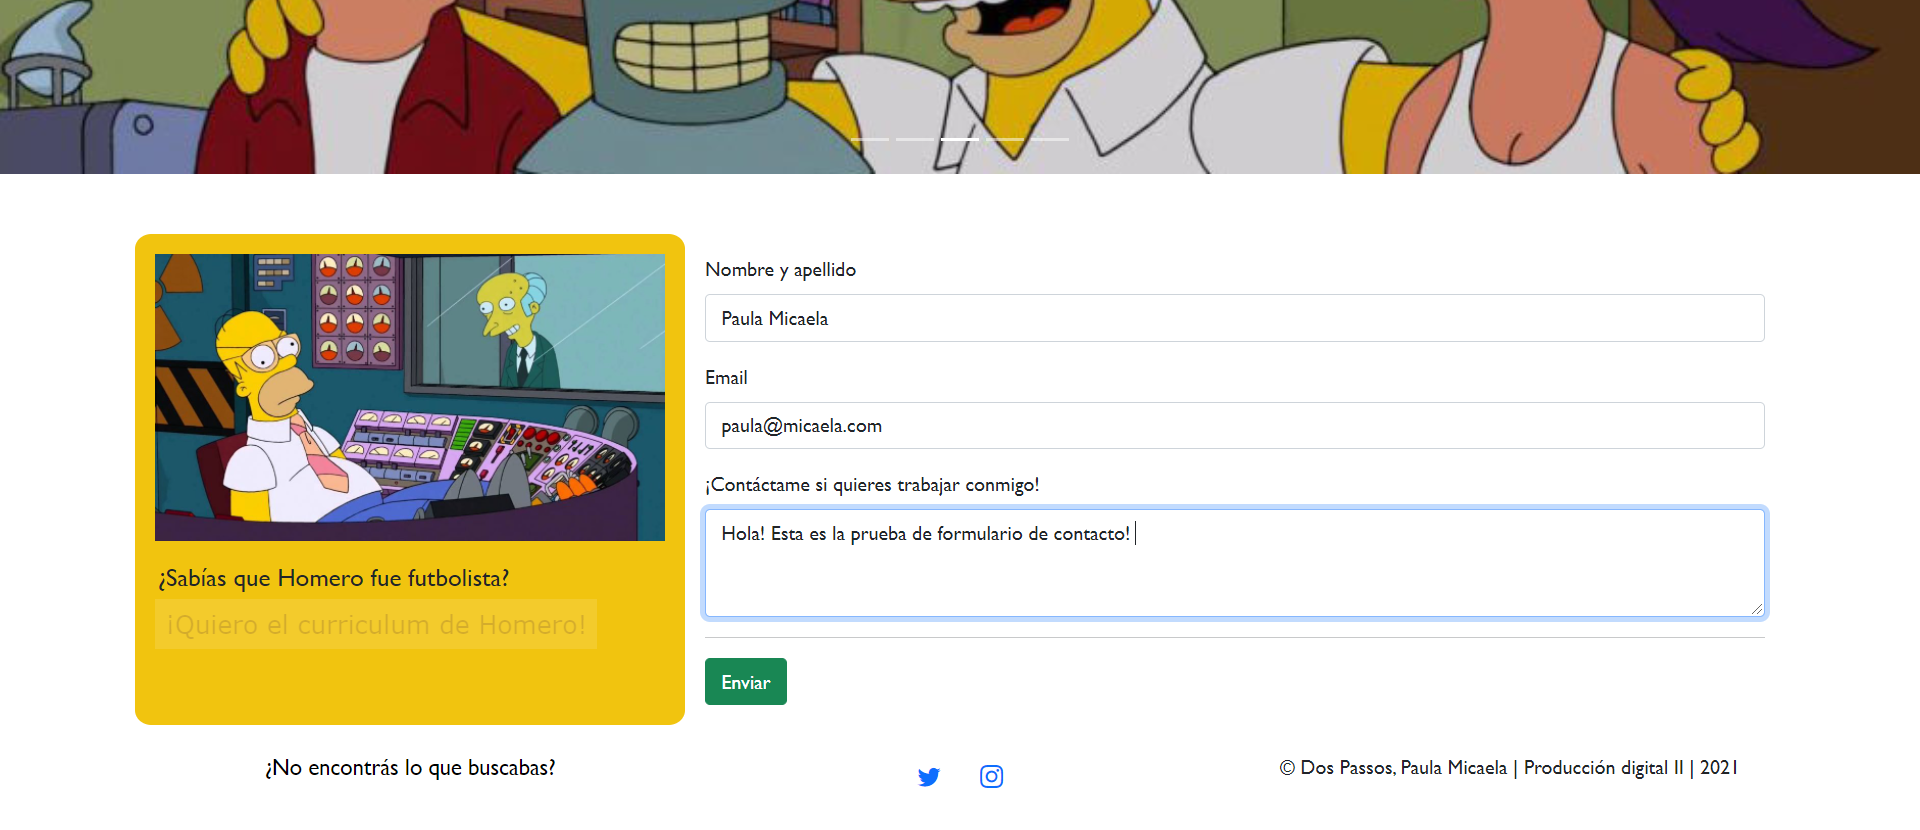 ¿Sabías que Homero fue futbolista?
¡Quiero el curriculum de Homero!
Nombre y apellido
Paula Micaela
Email
paula@micaela.com
¡Contáctame si quieres trabajar conmigo!
Hola! Esta es la prueba de formulario de contacto!
Enviar
¿No encontrás lo que buscabas?
© Dos Passos, Paula Micaela | Producción digital II | 2021